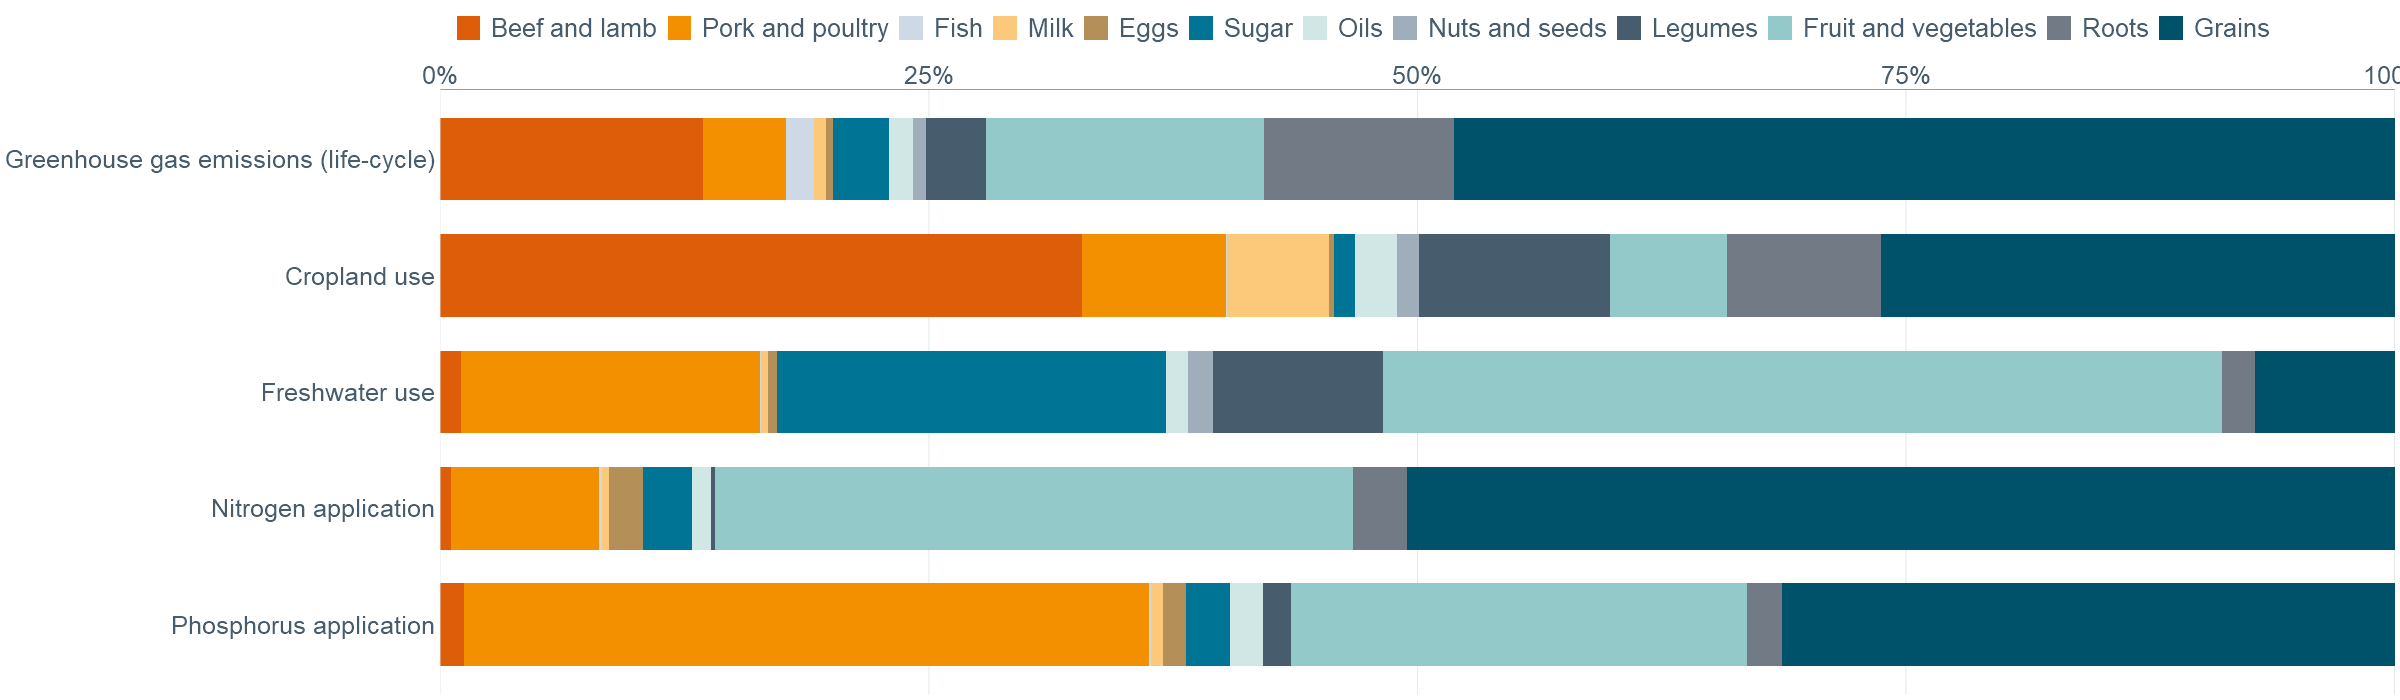 Beef and lamb Pork and poultry Fish Milk Eggs Sugar Oils Nuts and seeds Legumes Fruit and vegetables Roots Grains
0% 25% 50% 75% 100
Greenhouse gas emissions (life-cycle)
Cropland use
Freshwater use
Nitrogen application
Phosphorus application